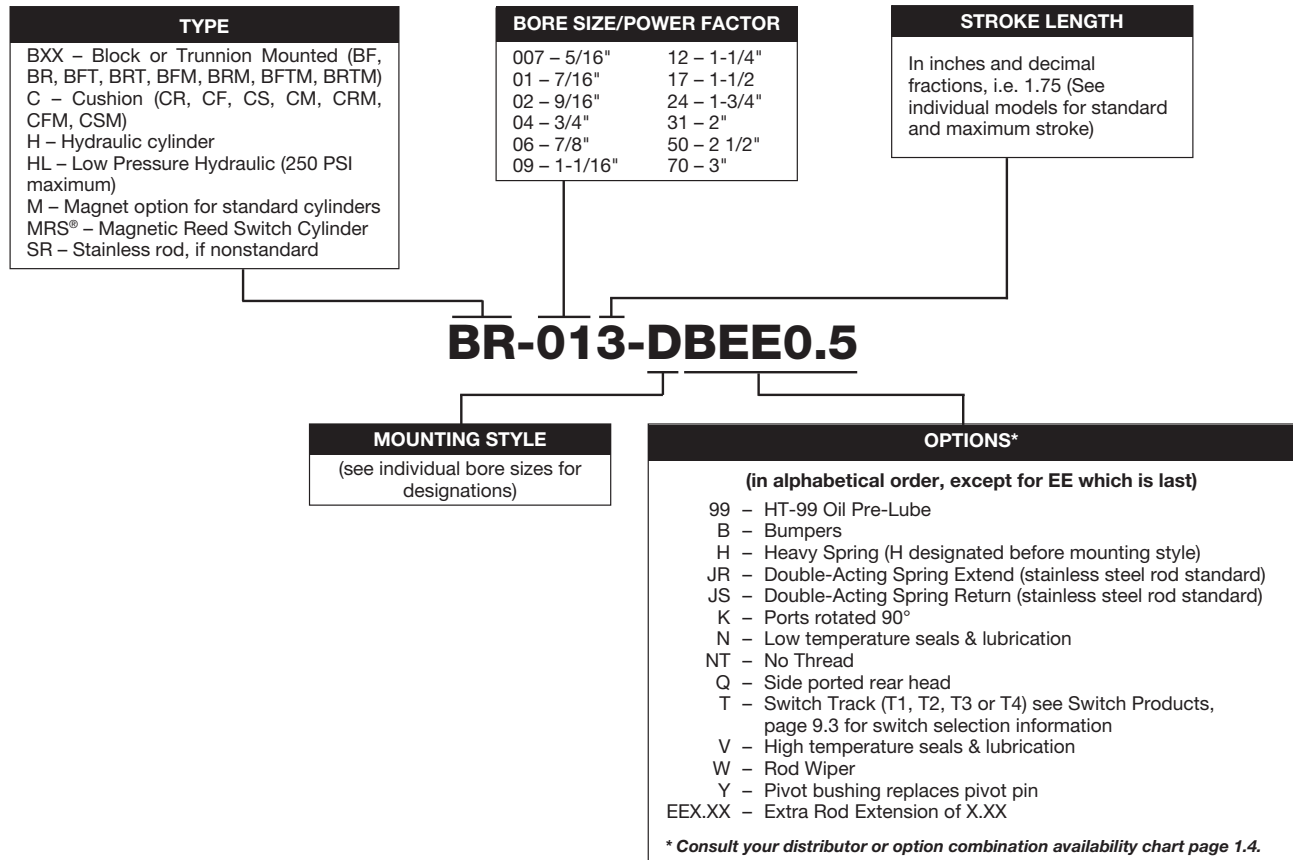 TYPE
BXX – Block or Trunnion Mounted (BF,
BR, BFT, BRT, BFM, BRM, BFTM, BRTM)
C – Cushion (CR, CF, CS, CM, CRM,
CFM, CSM)
H – Hydraulic cylinder
HL – Low Pressure Hydraulic (250 PSI
maximum)
M – Magnet option for standard cylinders
MRS® – Magnetic Reed Switch Cylinder
SR – Stainless rod, if nonstandard
BORE SIZE/POWER FACTOR
007 – 5/16" 12 – 1-1/4"
01 – 7/16" 17 – 1-1/2
02 – 9/16" 24 – 1-3/4"
04 – 3/4" 31 – 2"
06 – 7/8" 50 – 2 1/2"
09 – 1-1/16" 70 – 3"
STROKE LENGTH
In inches and decimal
fractions, i.e. 1.75 (See
individual models for standard
and maximum stroke)
BR-013-DBEE0.5
MOUNTING STYLE
(see individual bore sizes for
designations)
OPTIONS*
(in alphabetical order, except for EE which is last)
99 – HT-99 Oil Pre-Lube
B – Bumpers
H – Heavy Spring (H designated before mounting style)
JR – Double-Acting Spring Extend (stainless steel rod standard)
JS – Double-Acting Spring Return (stainless steel rod standard)
K – Ports rotated 90°
N – Low temperature seals & lubrication
NT – No Thread
Q – Side ported rear head
T – Switch Track (T1, T2, T3 or T4) see Switch Products,
page 9.3 for switch selection information
V – High temperature seals & lubrication
W – Rod Wiper
Y – Pivot bushing replaces pivot pin
EEX.XX – Extra Rod Extension of X.XX
* Consult your distributor or option combination availability chart page 1.4.